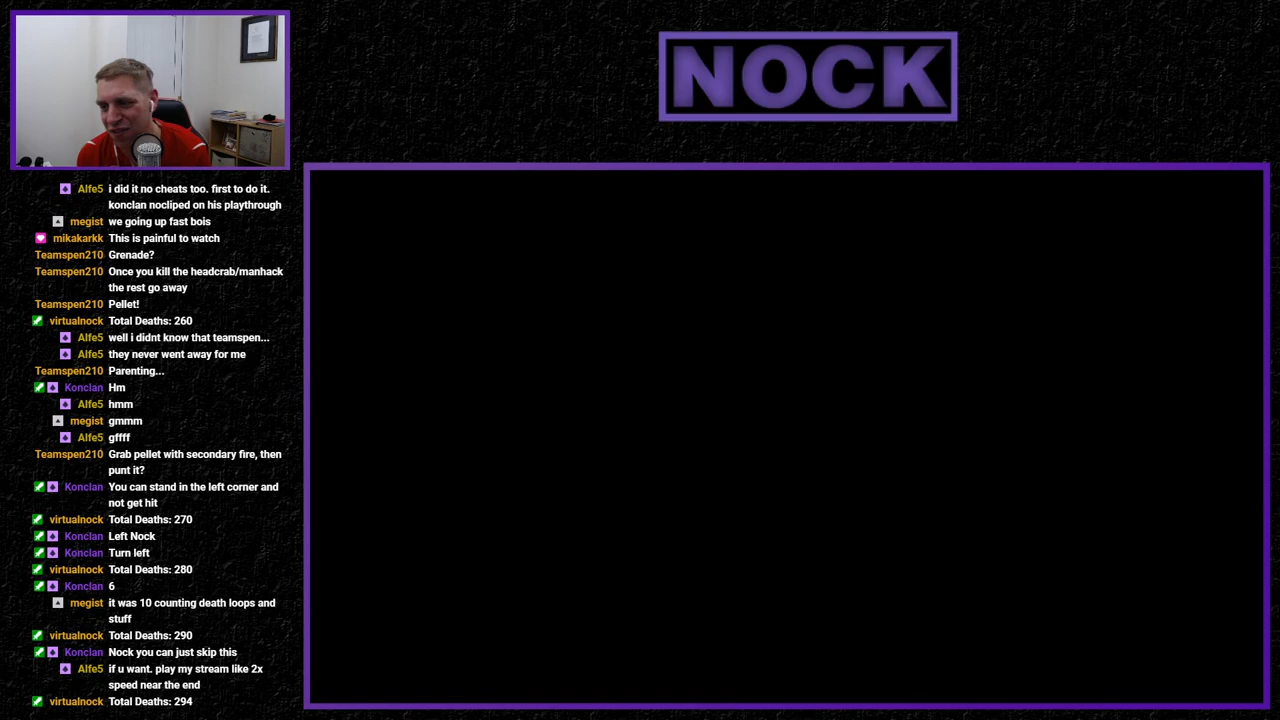 NOCK
Alfe5 i did it no cheats too. first to do it.
konclan nocliped on his playthrough
megist we going up fast bois
mikakarkk This is painful to watch
Teamspen210 Grenade?
Teamspen210 Once you kill the headcrab/manhack
the rest go away
Teamspen210 Pellet!
virtualnock Total Deaths: 260
Alfe5 well i didnt know that teamspen...
Alfe5 they never went away for me
Teamspen210 Parenting...
Konclan Hm
Alfe5 hmm
megist gmmm
Alfe5 gffff
Teamspen210 Grab pellet with secondary fire, then
punt it?
Konclan You can stand in the left corner and
not get hit
virtualnock Total Deaths: 270
Konclan Left Nock
Konclan Turn left
virtualnock Total Deaths: 280
Konclan 6
megist it was 10 counting death loops and
stuff
virtualnock Total Deaths: 290
Konclan Nock you can just skip this
Alfe5 if u want. play my stream like 2x
speed near the end
virtualnock Total Deaths: 294